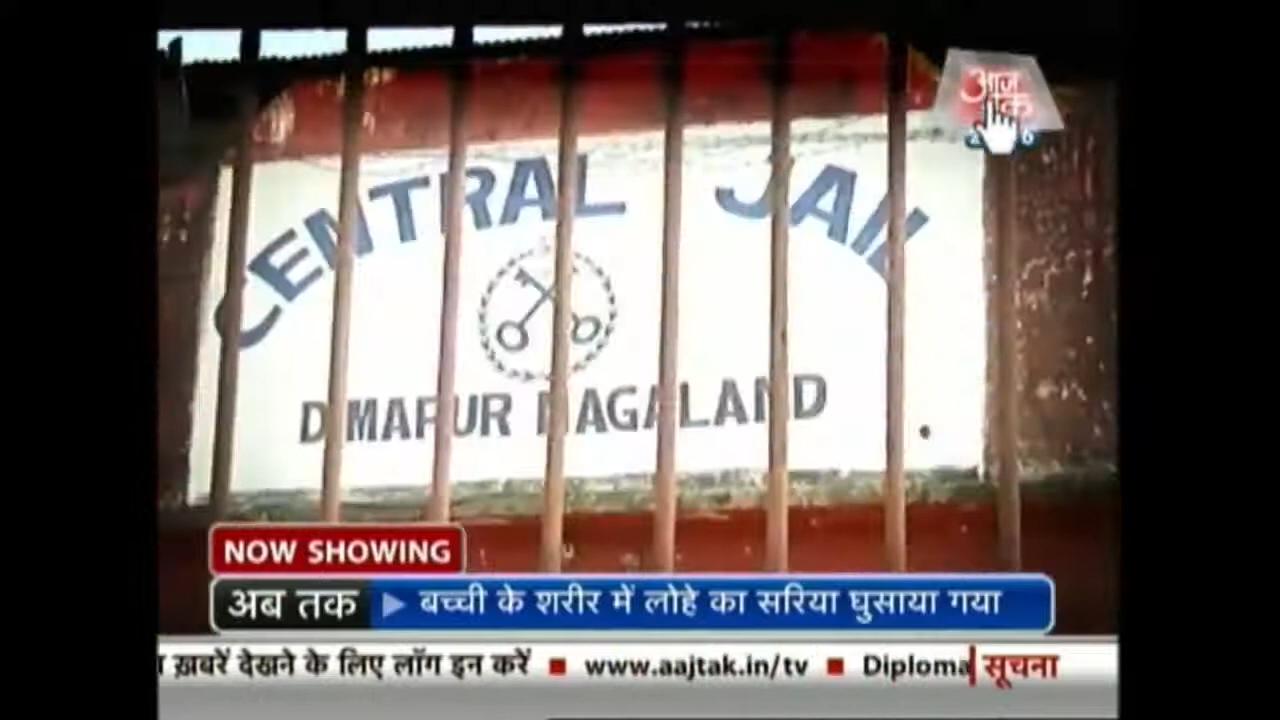 आज तक
CENTRAL JAIL
DIMAPUR NAGALAND
NOW SHOWING
अब तक बच्ची के शरीर में लोहे का सरिया घुसाया गया
ख़बरें देखने के लिए लॉग इन करें ■ www.aajtak.in/tv ■ Diploma सूचना